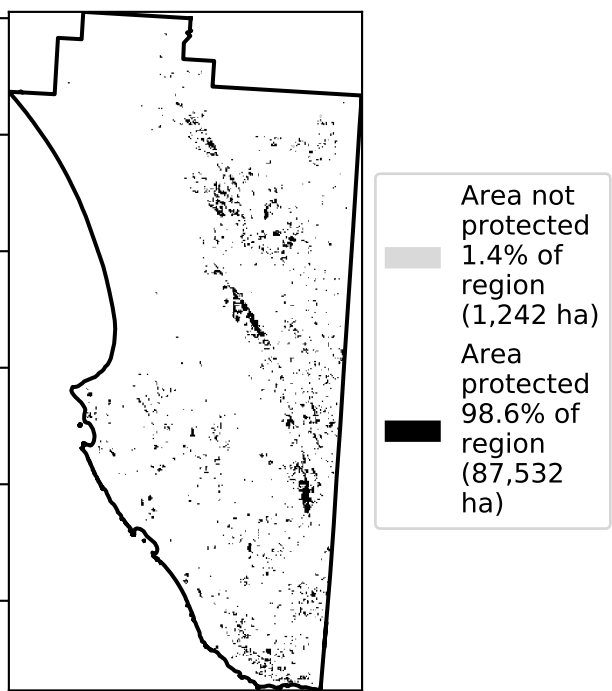 Area not
protected
1.4% of
region
(1,242 ha)
Area
protected
98.6% of
region
(87,532
ha)